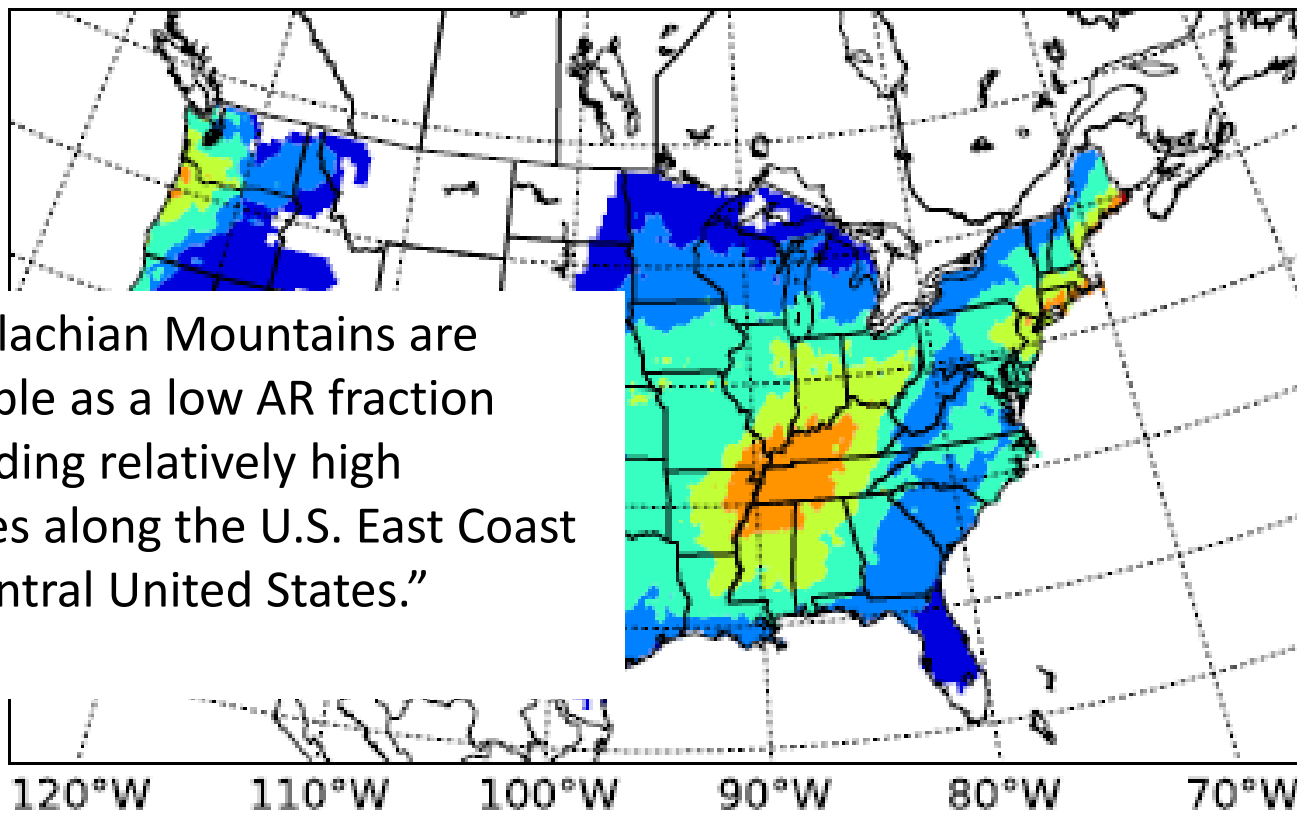 lachian Mountains are
ble as a low AR fraction
ding relatively high
es along the U.S. East Coast
ntral United States.”
120°W 110°W 100°W 90°W 80°W 70°W